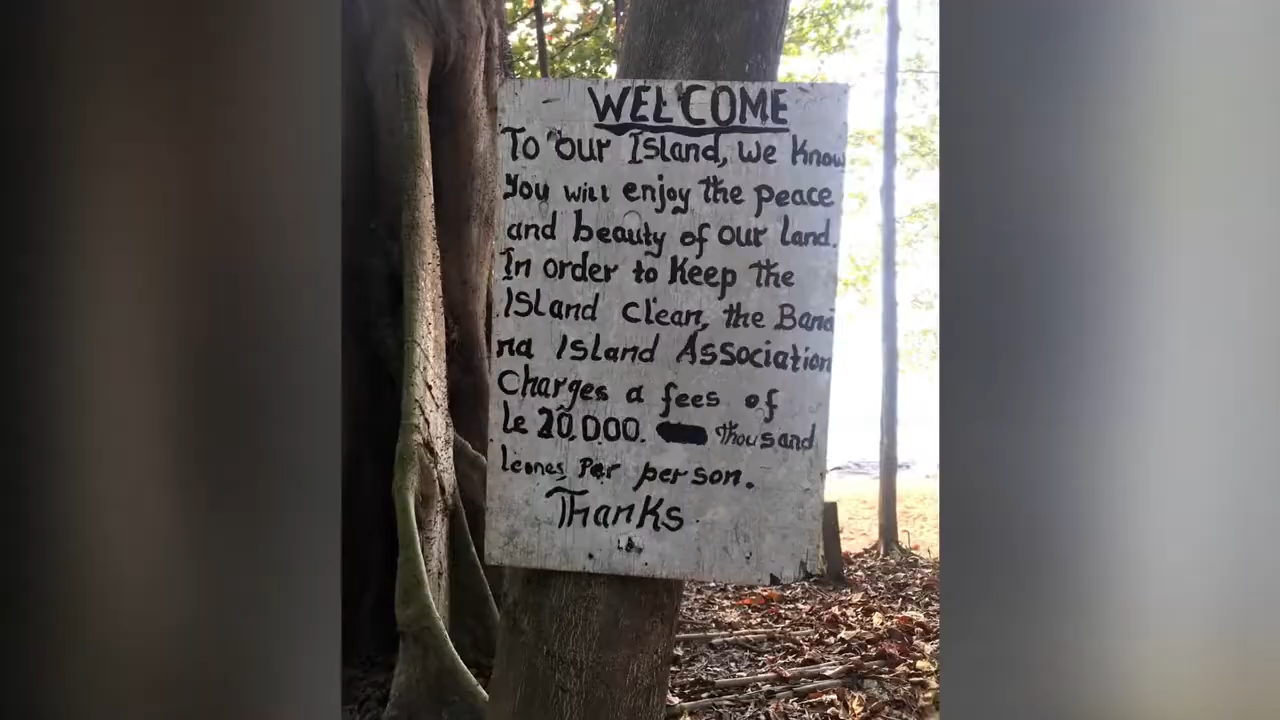 WELCOME
To our Island, we know
you will enjoy the peace
and beauty of our land.
In order to Keep the
ISland Clean, the Bana
na Island Association
Charges a fees of
Le 20.000. thousand
leones Per person.
Thanks